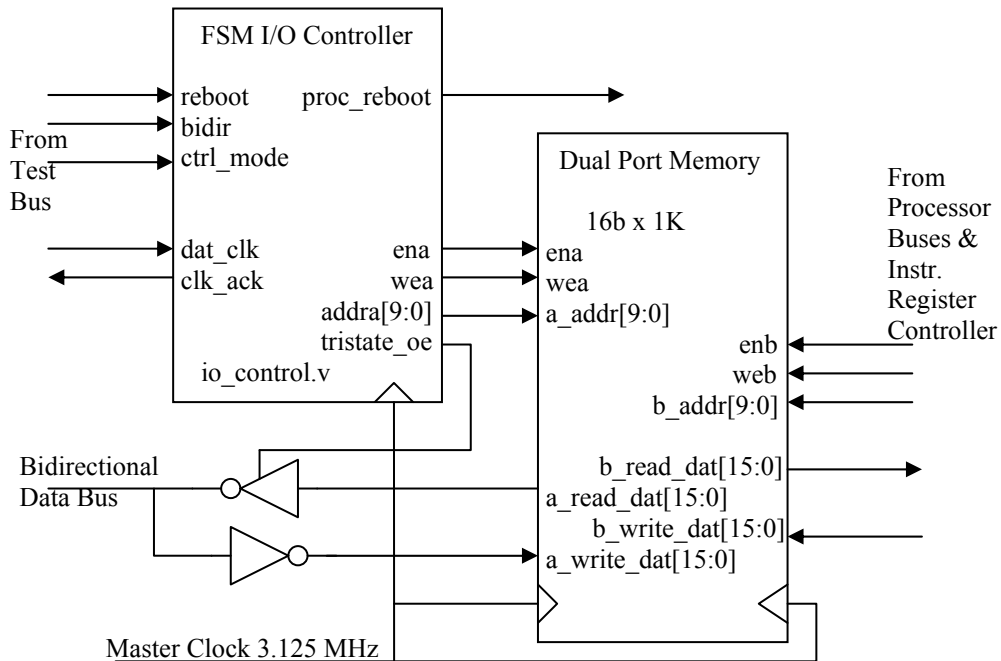 FSM I/O Controller
reboot
proc_reboot
bidir
ctrl_mode
From
Test
Bus
dat_clk
clk_ack
ena
wea
addra[9:0]
tristate_oe
io_control.v
Dual Port Memory
16b x 1K
ena
wea
a_addr[9:0]
enb
web
b_addr[9:0]
b_read_dat[15:0]
a_read_dat[15:0]
b_write_dat[15:0]
a_write_dat[15:0]
From
Processor
Buses &
Instr.
Register
Controller
Bidirectional
Data Bus
Master Clock 3.125 MHz